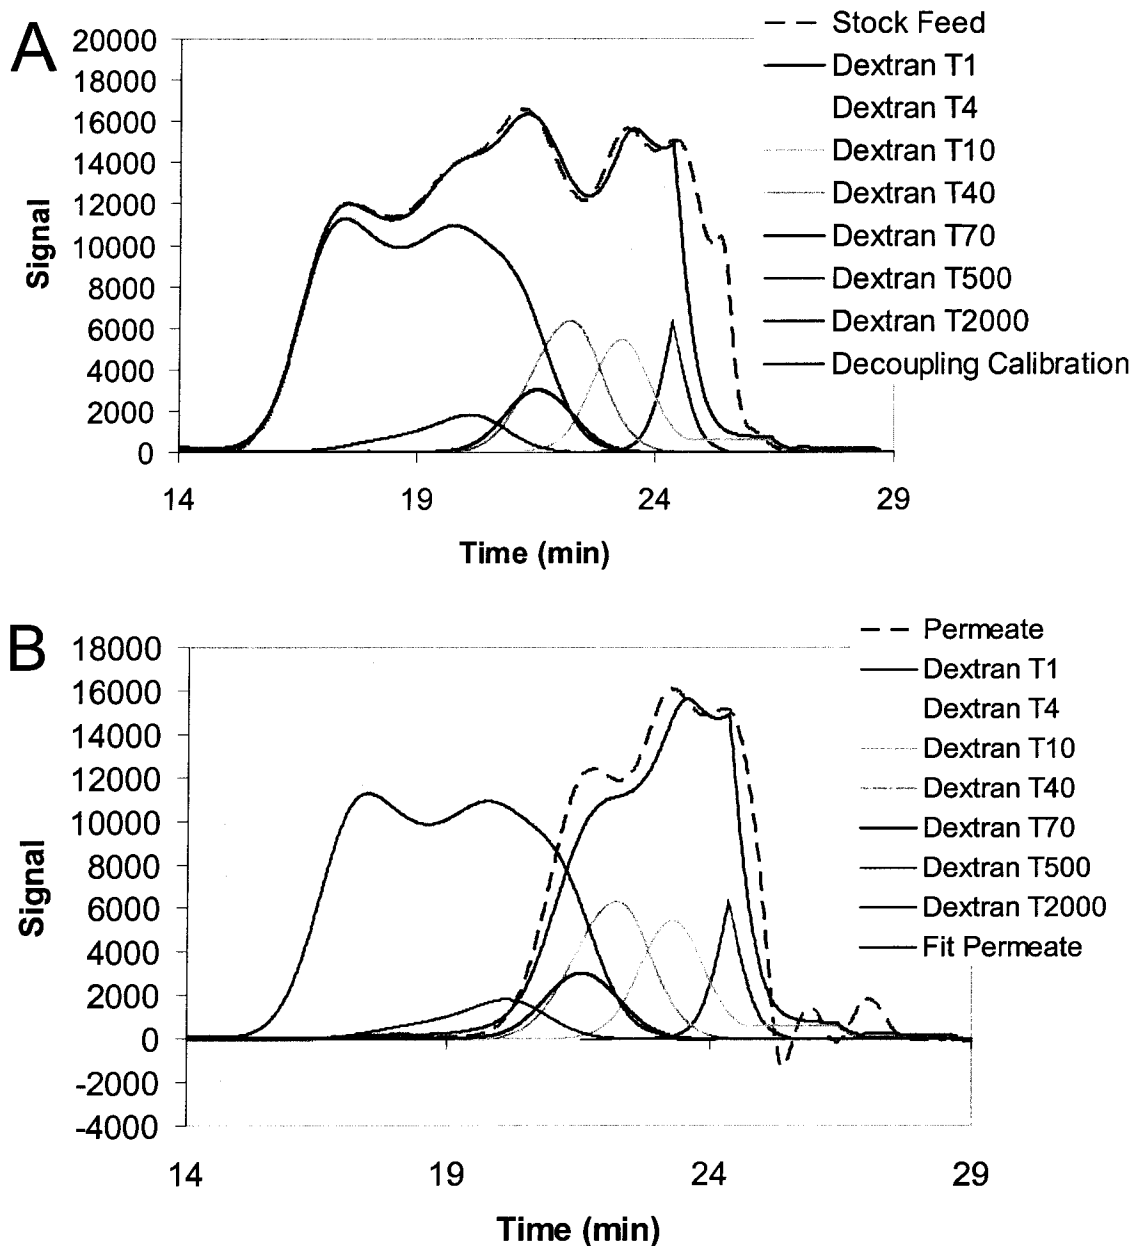 A
Stock Feed
Dextran T1
Dextran T4
Dextran T10
Dextran T40
Dextran T70
Dextran T500
Dextran T2000
Decoupling Calibration
20000
18000
16000
14000
12000
10000
8000
6000
4000
2000
0
Signal
14 19 24 29
Time (min)
B
Permeate
Dextran T1
Dextran T4
Dextran T10
Dextran T40
Dextran T70
Dextran T500
Dextran T2000
Fit Permeate
18000
16000
14000
12000
10000
8000
6000
4000
2000
0
-2000
-4000
Signal
14 19 24 29
Time (min)